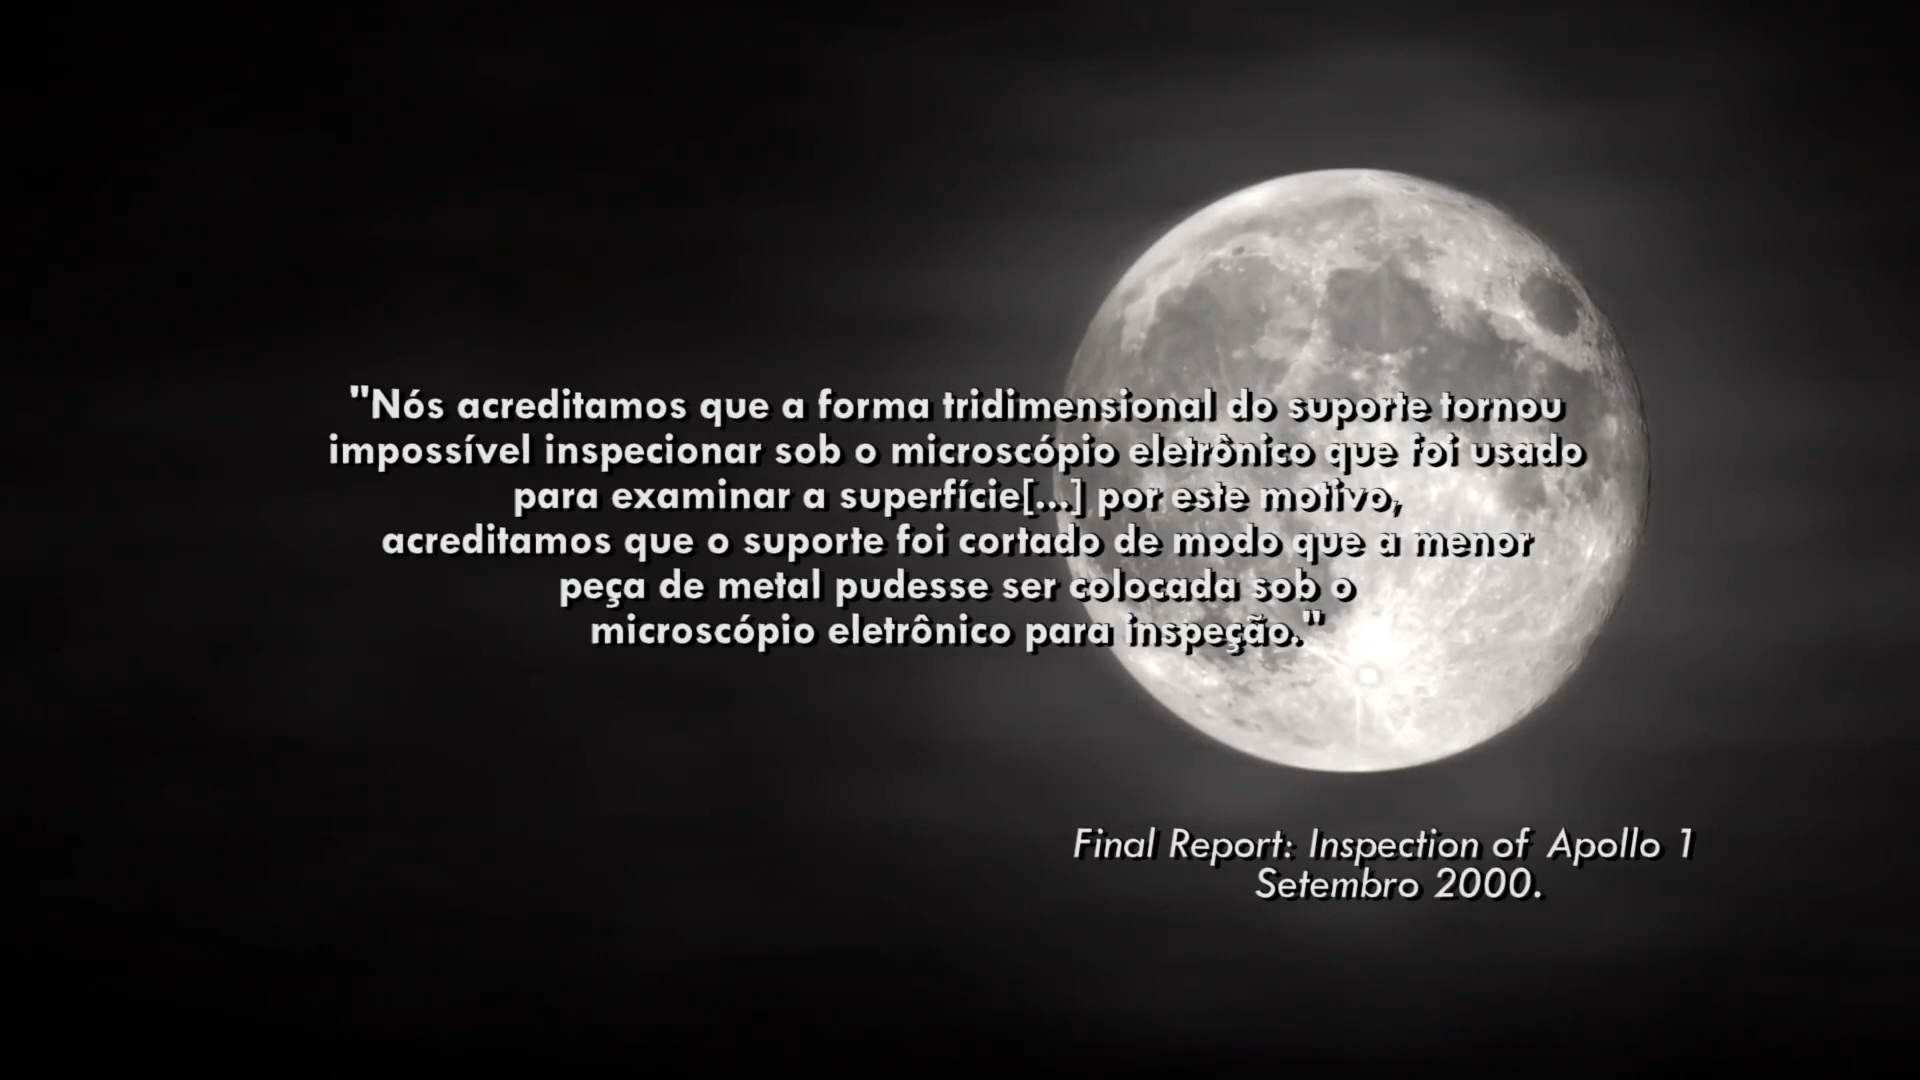 "Nós acreditamos que a forma tridimensional do suporte tornou
impossível inspecionar sob o microscópio eletrônico que foi usado
para examinar a superfície[...] por este motivo,
acreditamos que o suporte foi cortado de modo que a menor
peça de metal pudesse ser colocada sob o
microscópio eletrônico para inspeção."
Final Report: Inspection of Apollo 1
Setembro 2000.